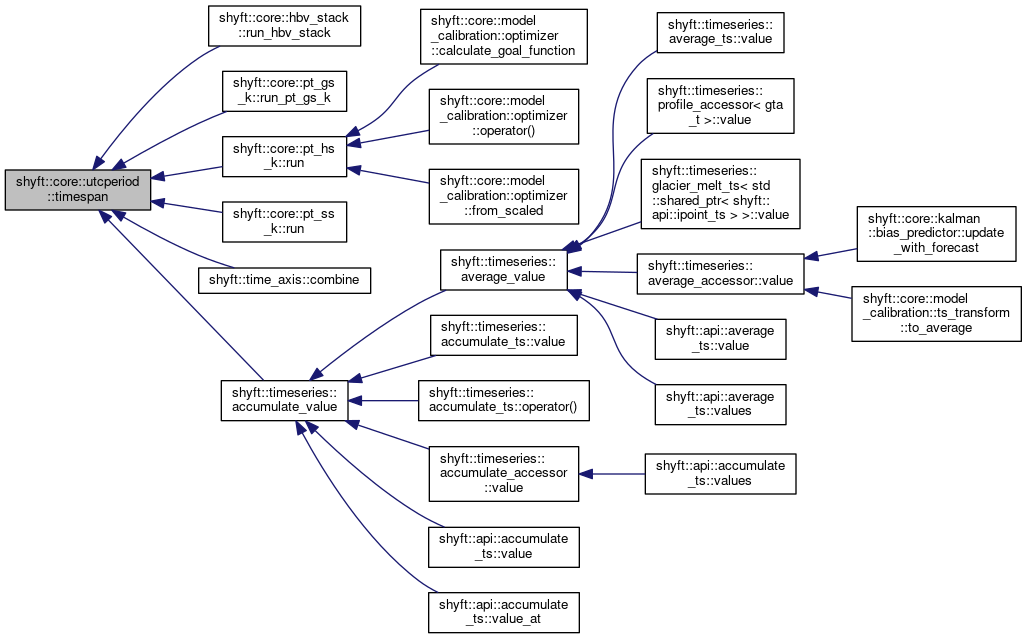 shyft::core::utcperiod
::timespan
shyft::core::hbv_stack
::run_hbv_stack
shyft::core::pt_gs
_k::run_pt_gs_k
shyft::core::pt_hs
_k::run
shyft::core::pt_ss
_k::run
shyft::time_axis::combine
shyft::timeseries::
accumulate_value
shyft::core::model
_calibration::optimizer
::calculate_goal_function
shyft::core::model
_calibration::optimizer
::operator()
shyft::core::model
_calibration::optimizer
::from_scaled
shyft::timeseries::
average_value
shyft::timeseries::
accumulate_ts::value
shyft::timeseries::
accumulate_ts::operator()
shyft::timeseries::
accumulate_accessor
::value
shyft::api::accumulate
_ts::value
shyft::api::accumulate
_ts::value_at
shyft::timeseries::
average_ts::value
shyft::timeseries::
profile_accessor< gta
_t >::value
shyft::timeseries::
glacier_melt_ts< std
::shared_ptr< shyft::
api::ipoint_ts > >::value
shyft::timeseries::
average_accessor::value
shyft::api::average
_ts::value
shyft::api::average
_ts::values
shyft::api::accumulate
_ts::values
shyft::core::kalman
::bias_predictor::update
_with_forecast
shyft::core::model
_calibration::ts_transform
::to_average